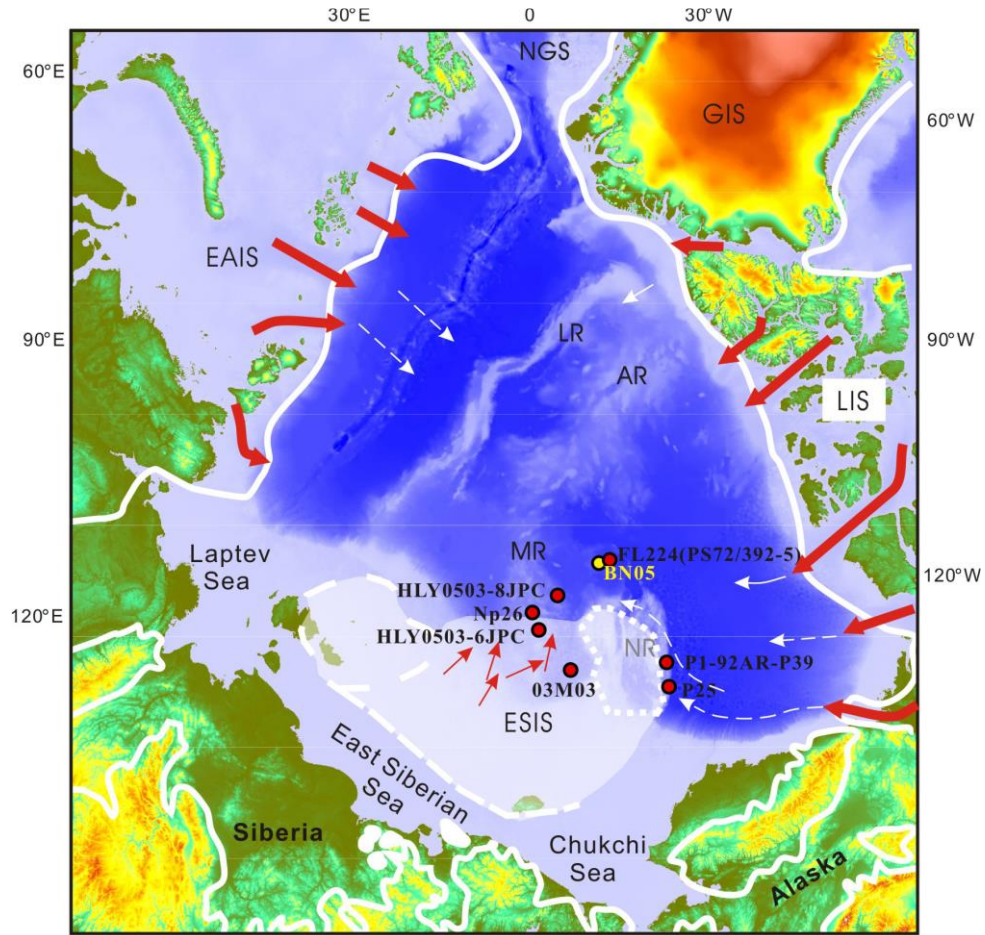 30°E 0 30°W
60°E
NGS
GIS
60°W
EAIS
LR
90°E
90°W
AR
LIS
Laptev
Sea
MR
FL224(PS72/392-5)
BN05
120°W
HLY0503-8JPC
Np26
120°E
HLY0503-6JPC
NR
P1-92AR-P39
03M03
P25
ESIS
East Siberian
Sea
Siberia
Chukchi
Sea
Alaska